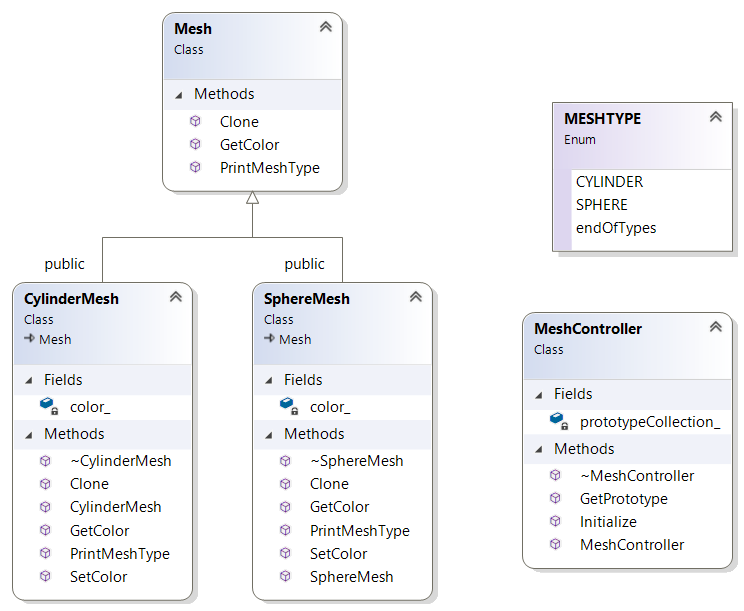 Mesh
Class
Methods
Clone
GetColor
PrintMeshType
MESHTYPE
Enum
CYLINDER
SPHERE
endOfTypes
public
public
CylinderMesh
Class
Mesh
Fields
color_
Methods
~CylinderMesh
Clone
CylinderMesh
GetColor
PrintMeshType
SetColor
SphereMesh
Class
Mesh
Fields
color_
Methods
~SphereMesh
Clone
GetColor
PrintMeshType
SetColor
SphereMesh
MeshController
Class
Fields
prototypeCollection_
Methods
~MeshController
GetPrototype
Initialize
MeshController